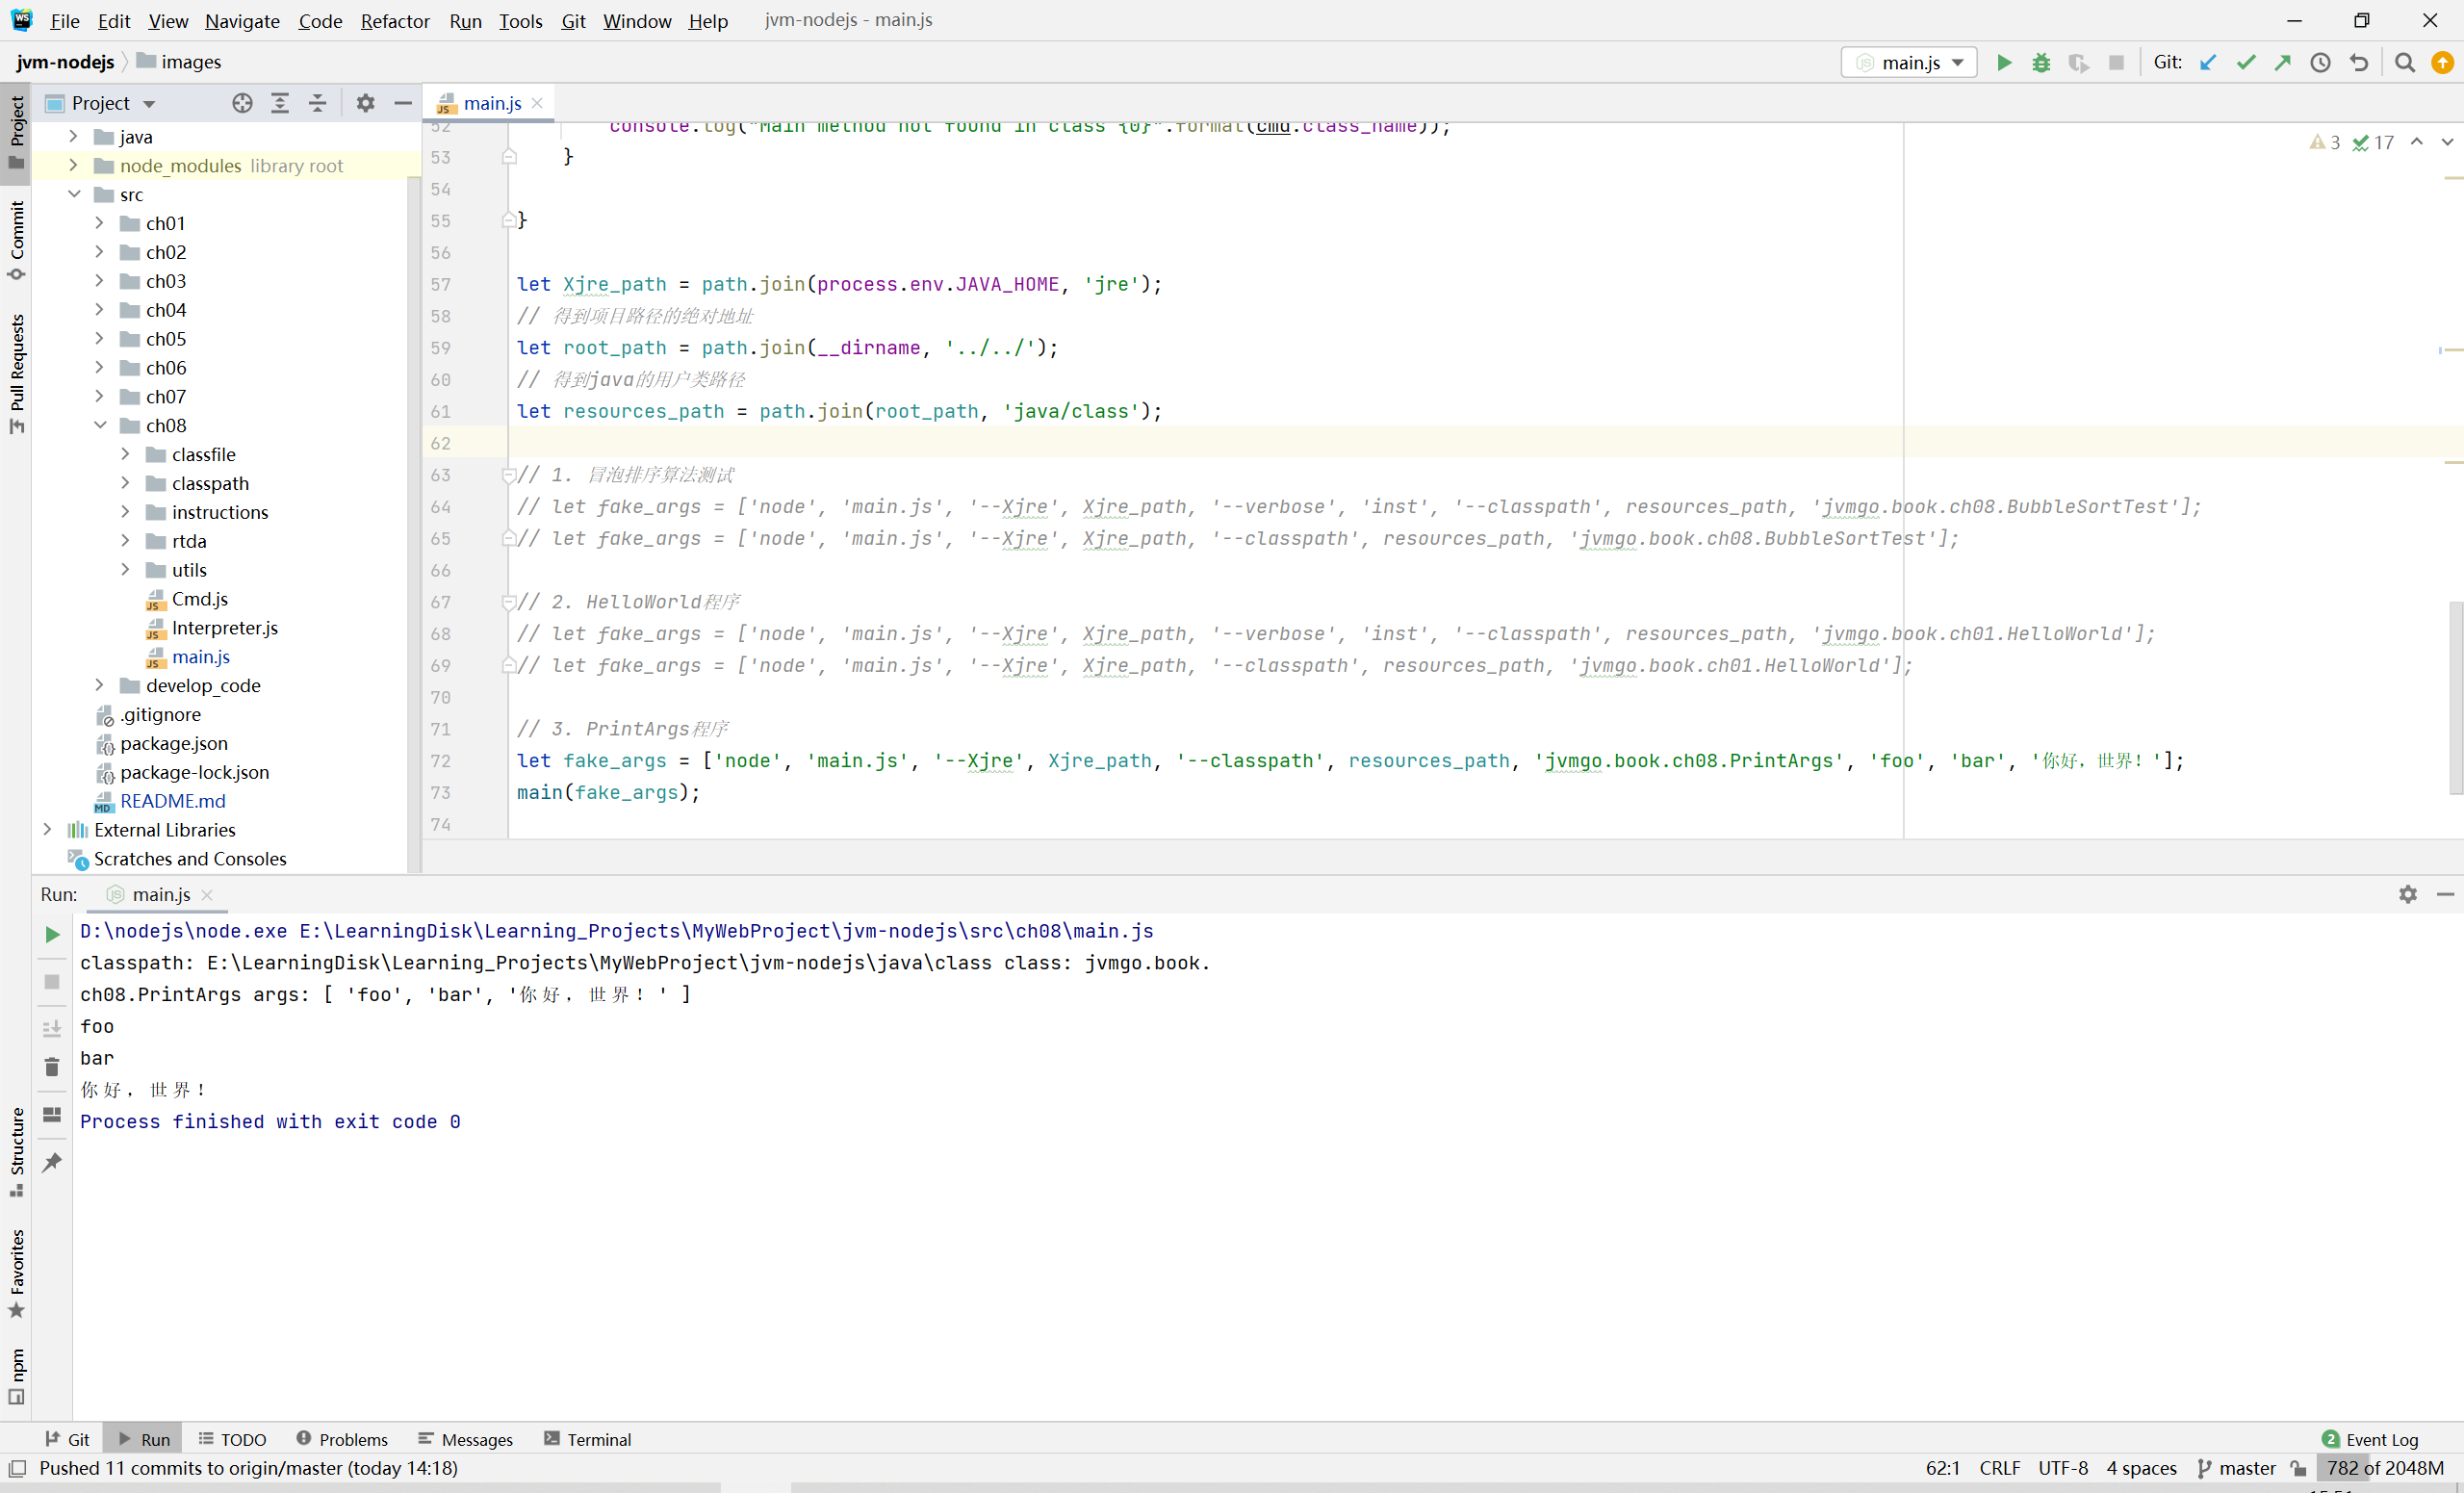 File Edit View Navigate Code Refactor Run Tools Git Window Help jvm-nodejs - main.js
jvm-nodejs images main.js Git:
Project main.js
java
node_modules library root
src
ch01
ch02
ch03
ch04
ch05
ch06
ch07
ch08
classfile
classpath
instructions
rtda
utils
Cmd.js
Interpreter.js
main.js
develop_code
.gitignore
package.json
package-lock.json
README.md
External Libraries
Scratches and Consoles
Project
Commit
Pull Requests
Structure
Favorites
npm
3 17
52 console.log("Main method not found in class {0}".format(cmd.class_name));
53 }
54
55 }
56
57 let Xjre_path = path.join(process.env.JAVA_HOME, 'jre');
58 // 得到项目路径的绝对地址
59 let root_path = path.join(__dirname, '../../');
60 // 得到java的用户类路径
61 let resources_path = path.join(root_path, 'java/class');
62
63 // 1. 冒泡排序算法测试
64 // let fake_args = ['node', 'main.js', '--Xjre', Xjre_path, '--verbose', 'inst', '--classpath', resources_path, 'jvmgo.book.ch08.BubbleSortTest'];
65 // let fake_args = ['node', 'main.js', '--Xjre', Xjre_path, '--classpath', resources_path, 'jvmgo.book.ch08.BubbleSortTest'];
66
67 // 2. HelloWorld程序
68 // let fake_args = ['node', 'main.js', '--Xjre', Xjre_path, '--verbose', 'inst', '--classpath', resources_path, 'jvmgo.book.ch01.HelloWorld'];
69 // let fake_args = ['node', 'main.js', '--Xjre', Xjre_path, '--classpath', resources_path, 'jvmgo.book.ch01.HelloWorld'];
70
71 // 3. PrintArgs程序
72 let fake_args = ['node', 'main.js', '--Xjre', Xjre_path, '--classpath', resources_path, 'jvmgo.book.ch08.PrintArgs', 'foo', 'bar', '你好，世界！'];
73 main(fake_args);
74
Run: main.js
D:\nodejs\node.exe E:\LearningDisk\Learning_Projects\MyWebProject\jvm-nodejs\src\ch08\main.js
classpath: E:\LearningDisk\Learning_Projects\MyWebProject\jvm-nodejs\java\class class: jvmgo.book.
ch08.PrintArgs args: [ 'foo', 'bar', '你好，世界！' ]
foo
bar
你好，世界！
Process finished with exit code 0
Git Run TODO Problems Messages Terminal 2 Event Log
Pushed 11 commits to origin/master (today 14:18) 62:1 CRLF UTF-8 4 spaces master 782 of 2048M